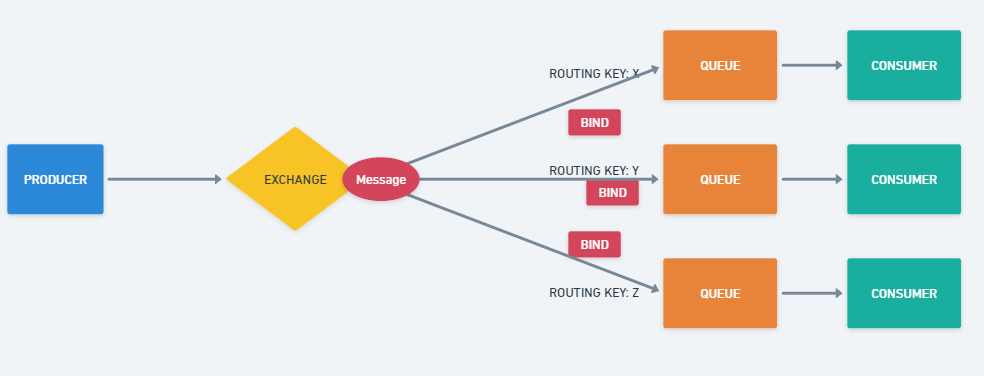 ROUTING KEY: X
QUEUE
CONSUMER
BIND
PRODUCER
EXCHANGE
Message
ROUTING KEY: Y
BIND
QUEUE
CONSUMER
BIND
ROUTING KEY: Z
QUEUE
CONSUMER